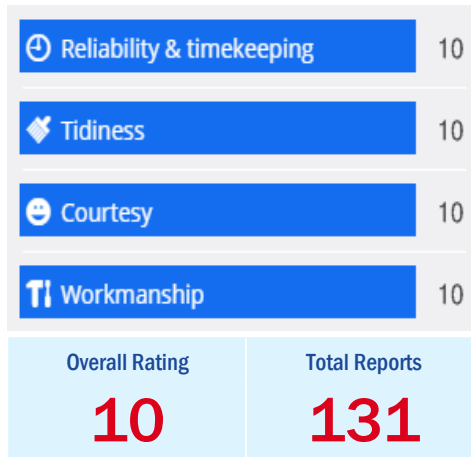 Reliability & timekeeping 10
Tidiness 10
Courtesy 10
Workmanship 10
Overall Rating Total Reports
10 131